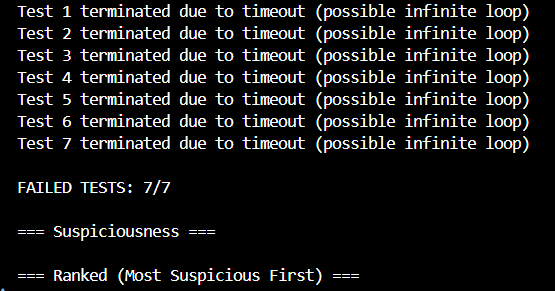 Test 1 terminated due to timeout (possible infinite loop)
Test 2 terminated due to timeout (possible infinite loop)
Test 3 terminated due to timeout (possible infinite loop)
Test 4 terminated due to timeout (possible infinite loop)
Test 5 terminated due to timeout (possible infinite loop)
Test 6 terminated due to timeout (possible infinite loop)
Test 7 terminated due to timeout (possible infinite loop)
FAILED TESTS: 7/7
=== Suspiciousness ===
=== Ranked (Most Suspicious First) ===